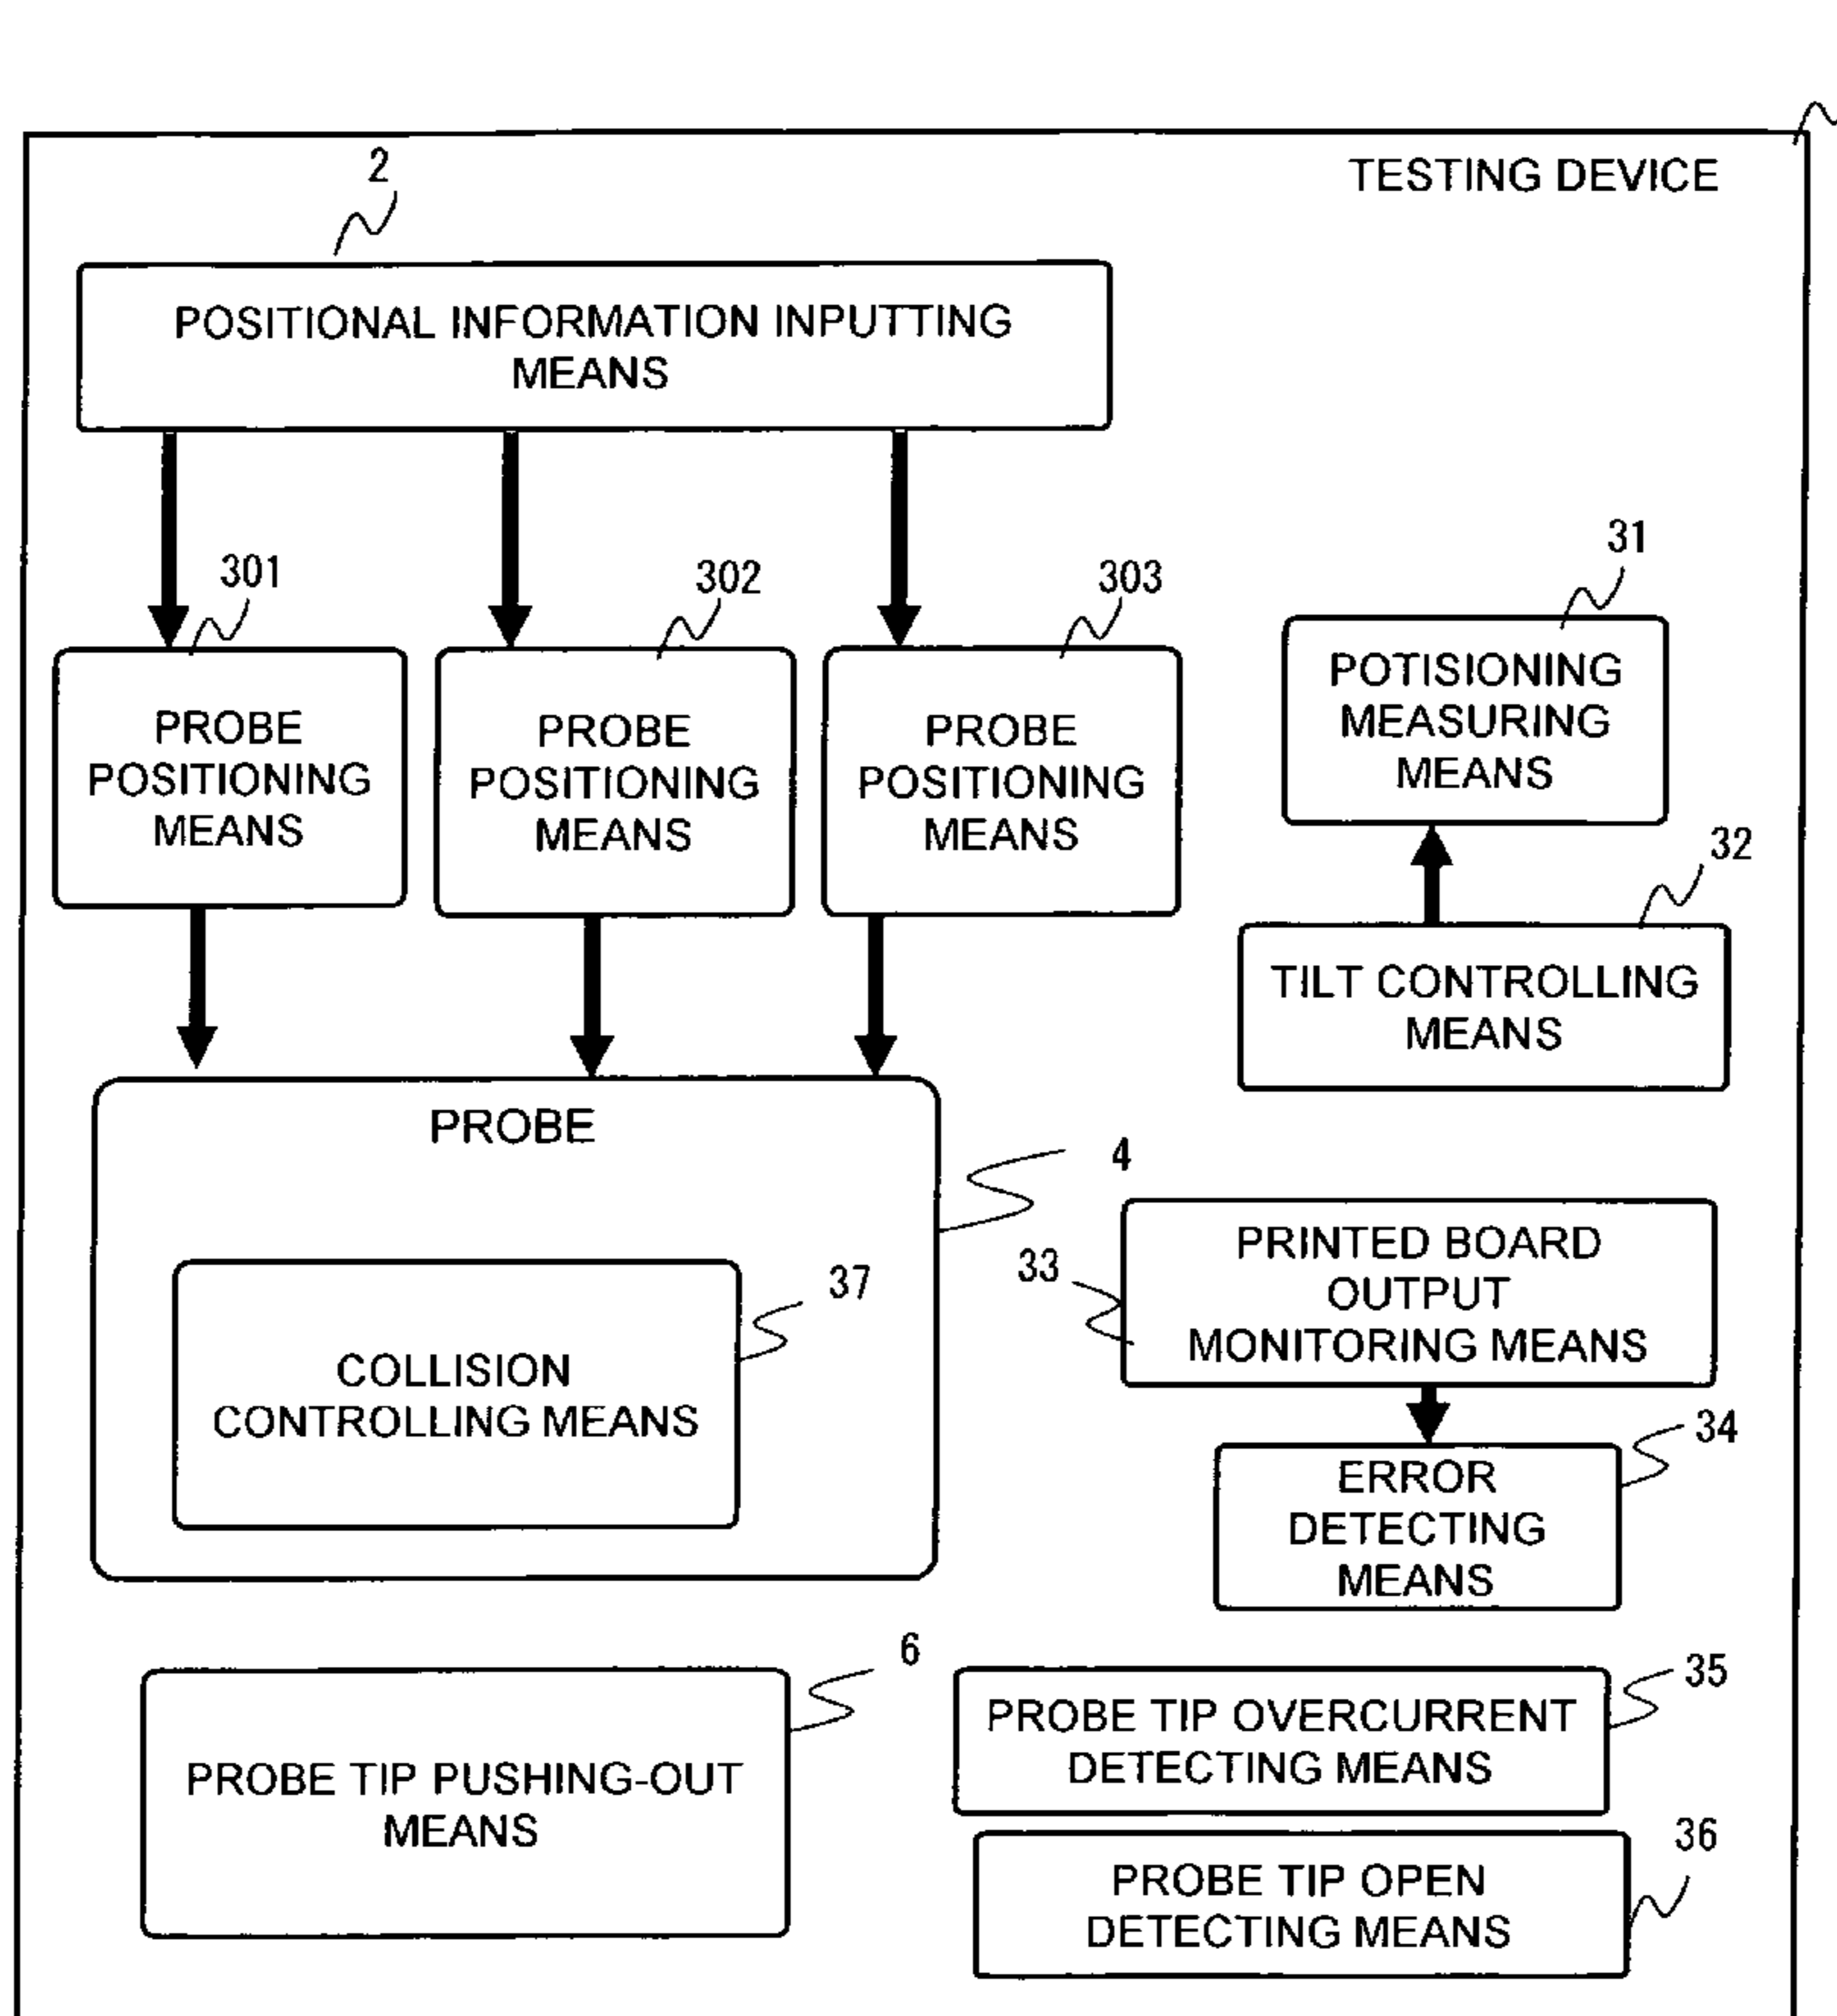 TESTING DEVICE
2
POSITIONAL INFORMATION INPUTTING
MEANS
301
302
303
31
PROBE
POSITIONING
MEANS
PROBE
POSITIONING
MEANS
PROBE
POSITIONING
MEANS
POTISIONING
MEASURING
MEANS
32
TILT CONTROLLING
MEANS
PROBE
4
37
COLLISION
CONTROLLING MEANS
33
PRINTED BOARD
OUTPUT
MONITORING MEANS
34
ERROR
DETECTING
MEANS
6
PROBE TIP PUSHING-OUT
MEANS
35
PROBE TIP OVERCURRENT
DETECTING MEANS
36
PROBE TIP OPEN
DETECTING MEANS